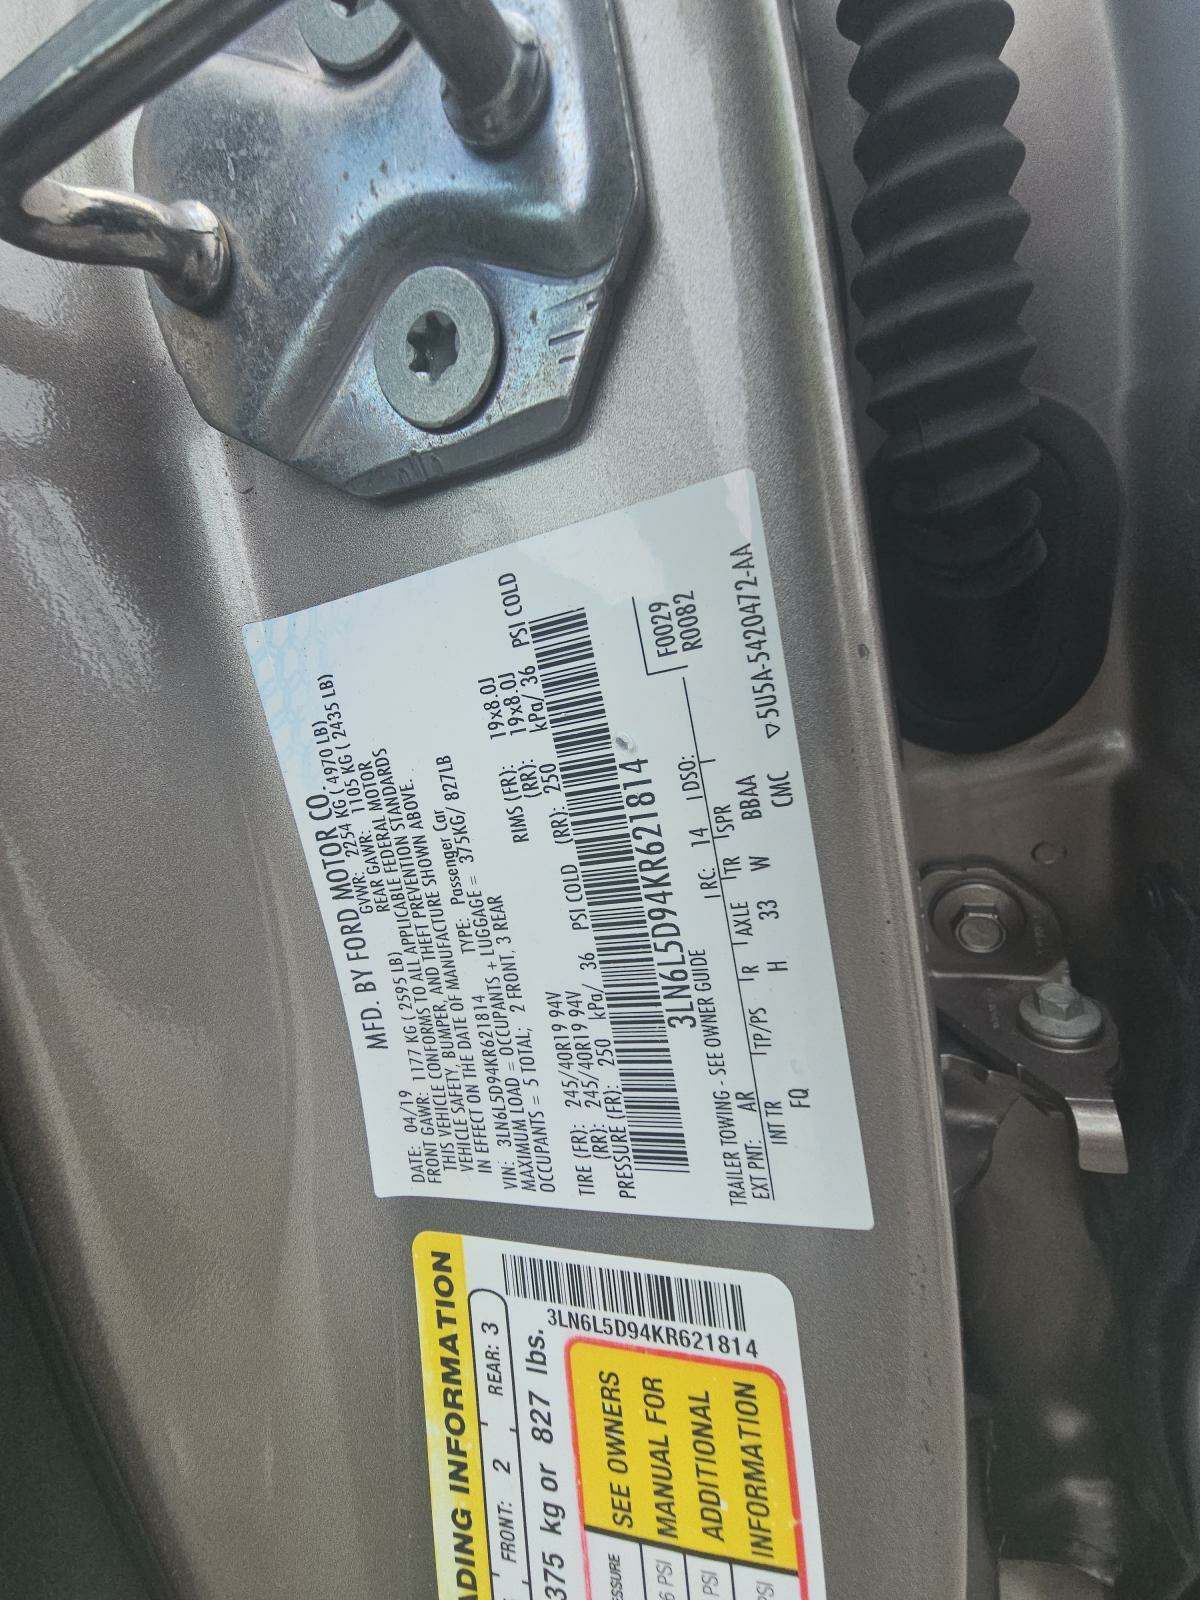 MFD. BY FORD MOTOR CO.
DATE: 04/19 GVWR: 2254 KG ( 4970 LB)
FRONT GAWR: 1177 KG ( 2595 LB) REAR GAWR: 1105 KG ( 2435 LB)
THIS VEHICLE CONFORMS TO ALL APPLICABLE FEDERAL MOTOR
VEHICLE SAFETY, BUMPER, AND THEFT PREVENTION STANDARDS
IN EFFECT ON THE DATE OF MANUFACTURE SHOWN ABOVE.
VIN: 3LN6L5D94KR621814 TYPE: Passenger Car
MAXIMUM LOAD = OCCUPANTS + LUGGAGE = 375KG/ 827LB
OCCUPANTS = 5 TOTAL; 2 FRONT, 3 REAR
TIRE (FR): 245/40R19 94V RIMS (FR): 19x8.0J
(RR): 245/40R19 94V (RR): 19x8.0J
PRESSURE (FR): 250 kPa/ 36 PSI COLD (RR): 250 kPa/ 36 PSI COLD
3LN6L5D94KR621814
F0029
R0082
TRAILER TOWING - SEE OWNER GUIDE RC: 14 DSO:
EXT PNT: AR
INT TR TP/PS R AXLE TR SPR
FQ H 33 W BBAA
CMC
5U5A-5420472-AA
ADING INFORMATION
FRONT: 2 REAR: 3
375 kg or 827 lbs.
3LN6L5D94KR621814
SEE OWNERS
MANUAL FOR
ADDITIONAL
INFORMATION
SSURE
6 PSI
PSI
PSI